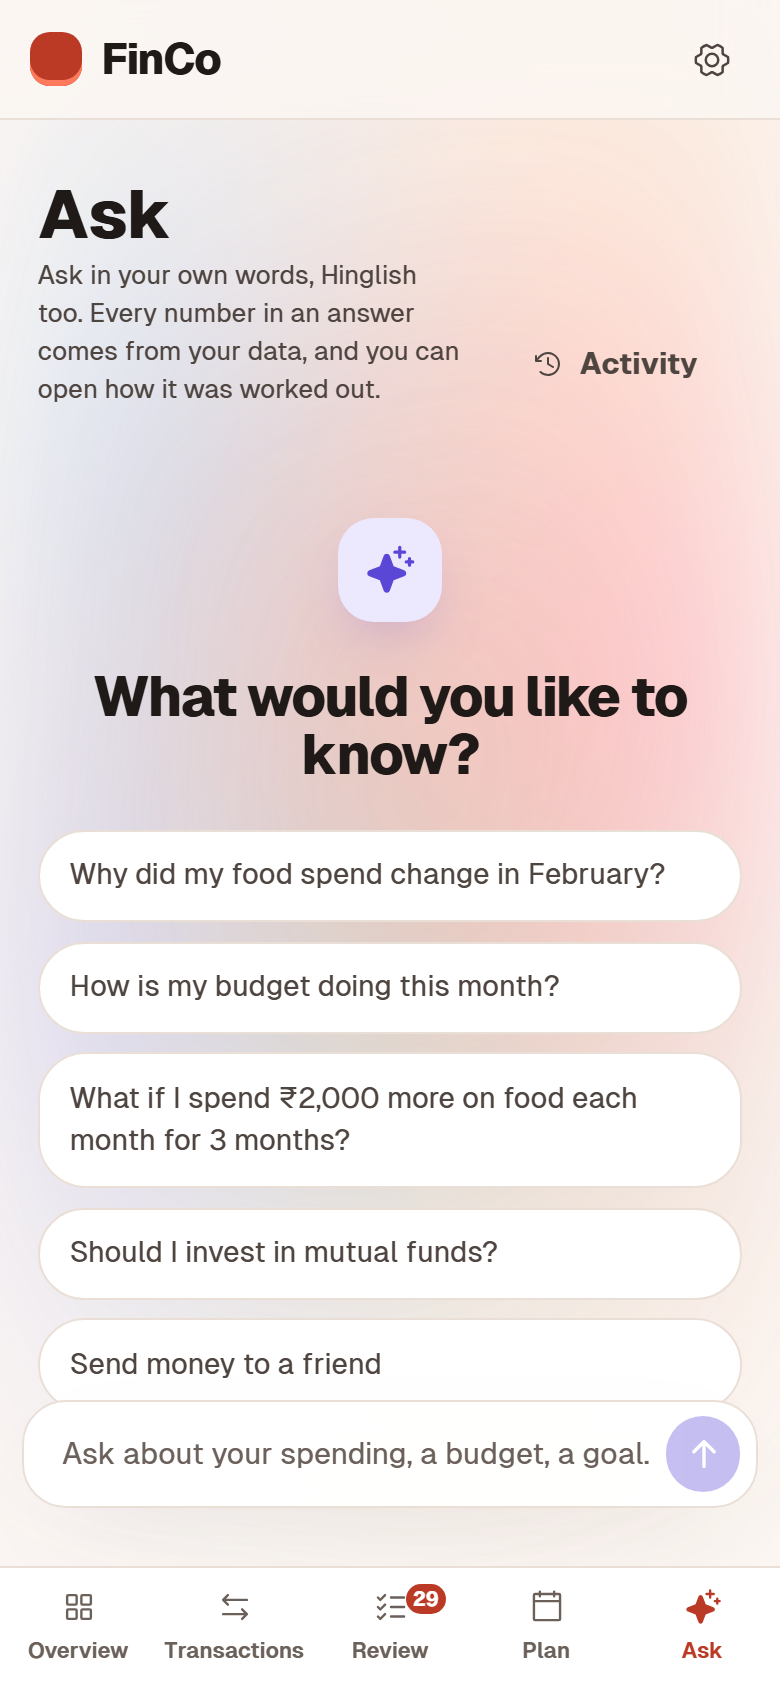 FinCo
Ask
Ask in your own words, Hinglish
too. Every number in an answer
comes from your data, and you can
open how it was worked out.
Activity
What would you like to
know?
Why did my food spend change in February?
How is my budget doing this month?
What if I spend ₹2,000 more on food each
month for 3 months?
Should I invest in mutual funds?
Send money to a friend
Ask about your spending, a budget, a goal.
29
Overview
Transactions
Review
Plan
Ask